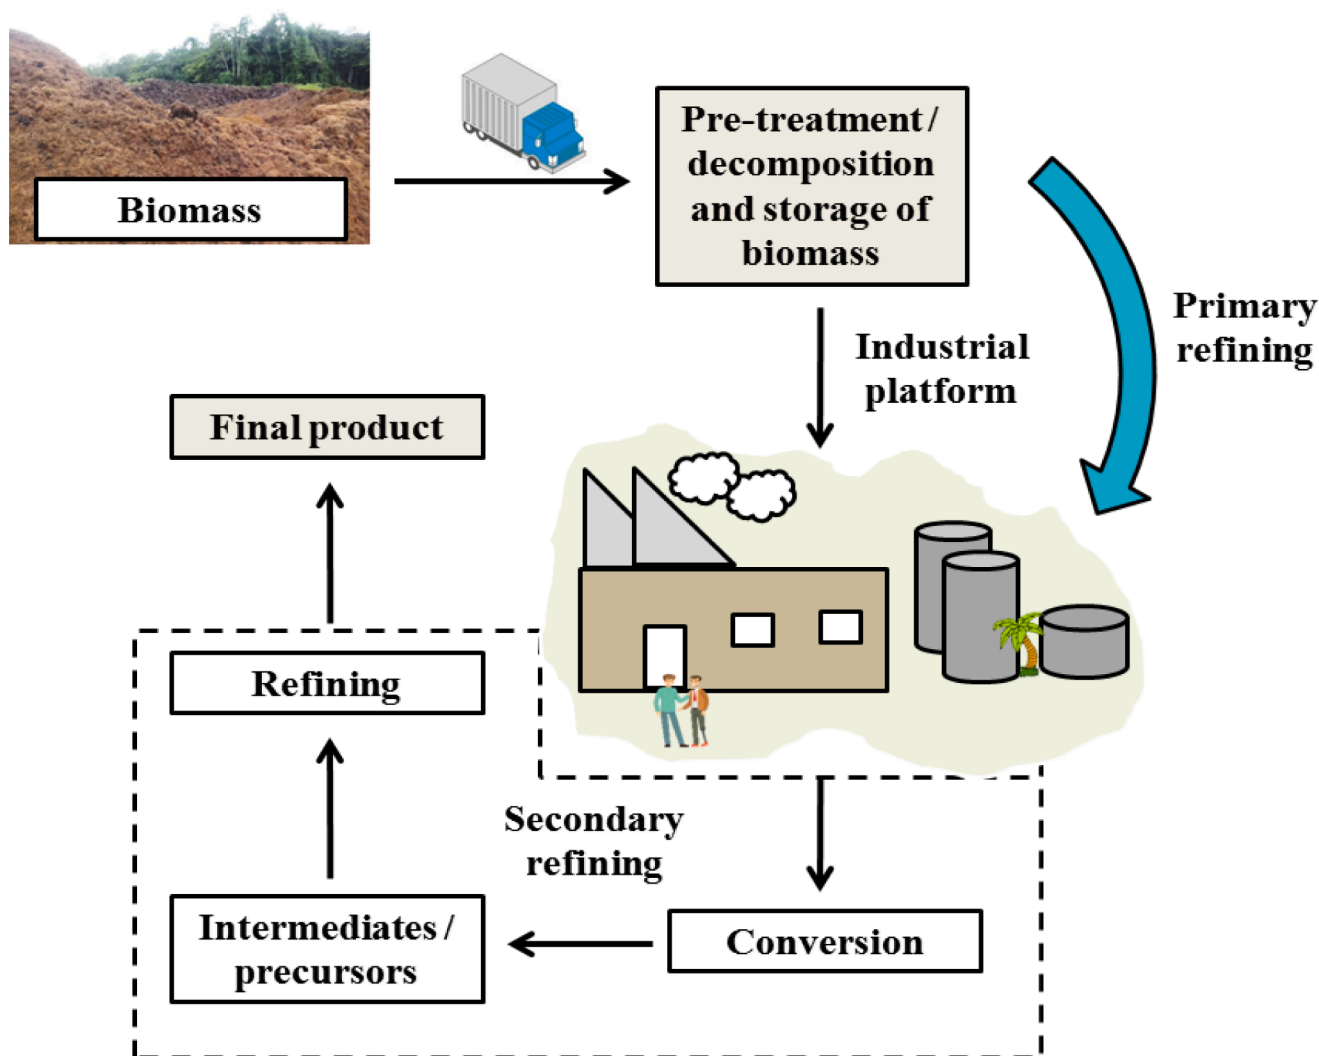 Biomass
Pre-treatment /
decomposition
and storage of
biomass
Primary
refining
Industrial
platform
Final product
Refining
Secondary
refining
Intermediates /
precursors
Conversion